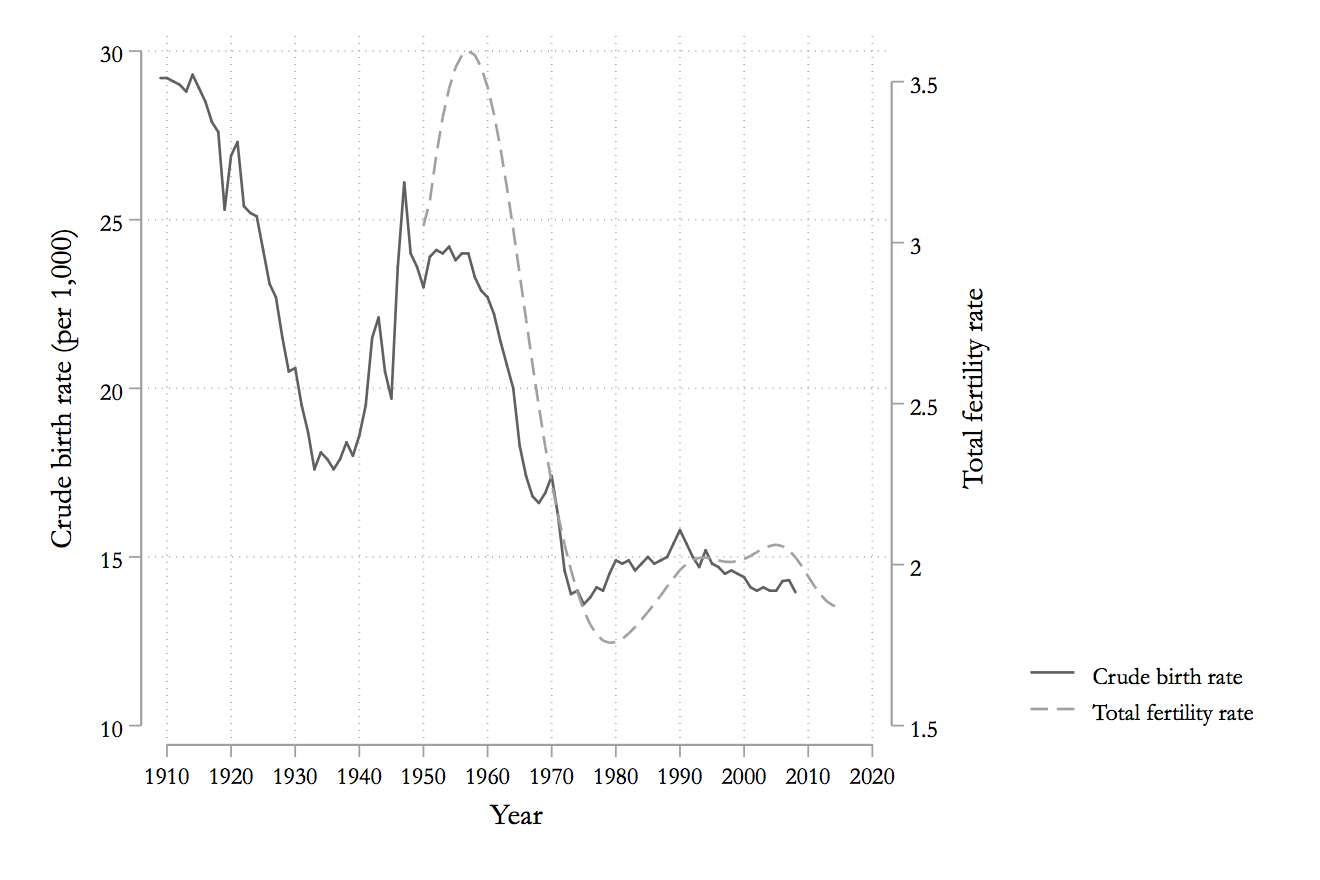 30
25
20
15
10
Crude birth rate (per 1,000)
3.5
3
2.5
2
1.5
Total fertility rate
1910 1920 1930 1940 1950 1960 1970 1980 1990 2000 2010 2020
Year
Crude birth rate
Total fertility rate